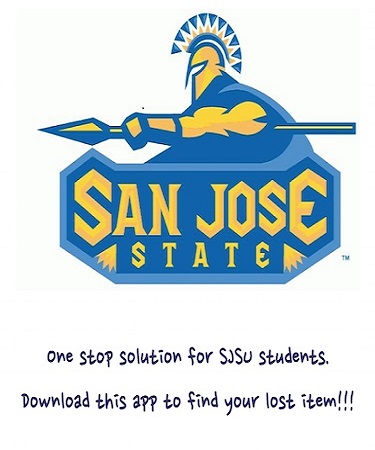 SAN JOSE
STATE
TM
One stop solution for SJSU students.
Download this app to find your lost item!!!